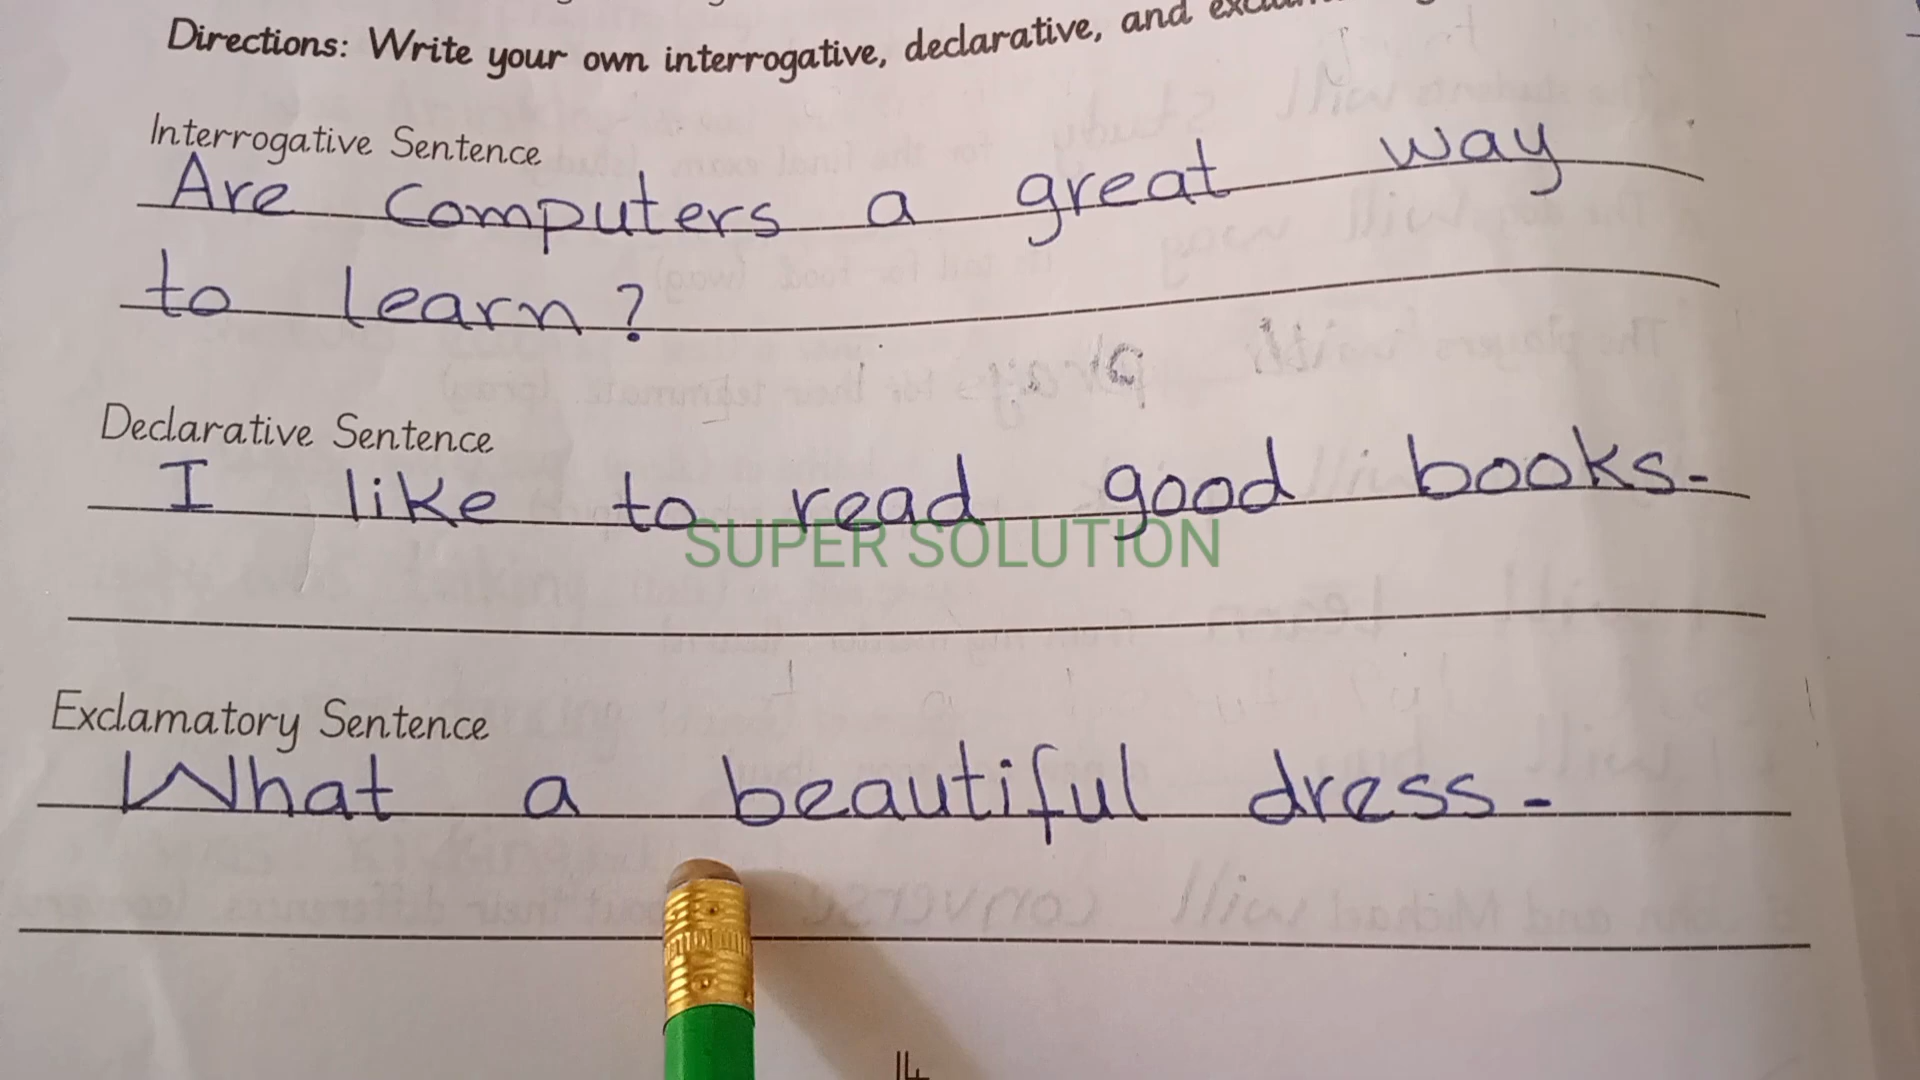 Directions: Write your own interrogative, declarative, and
Interrogative Sentence
Are computers a great way
to learn?
Declarative Sentence
I like to read good books.
SUPER SOLUTION
Exclamatory Sentence
What a beautiful dress.
14